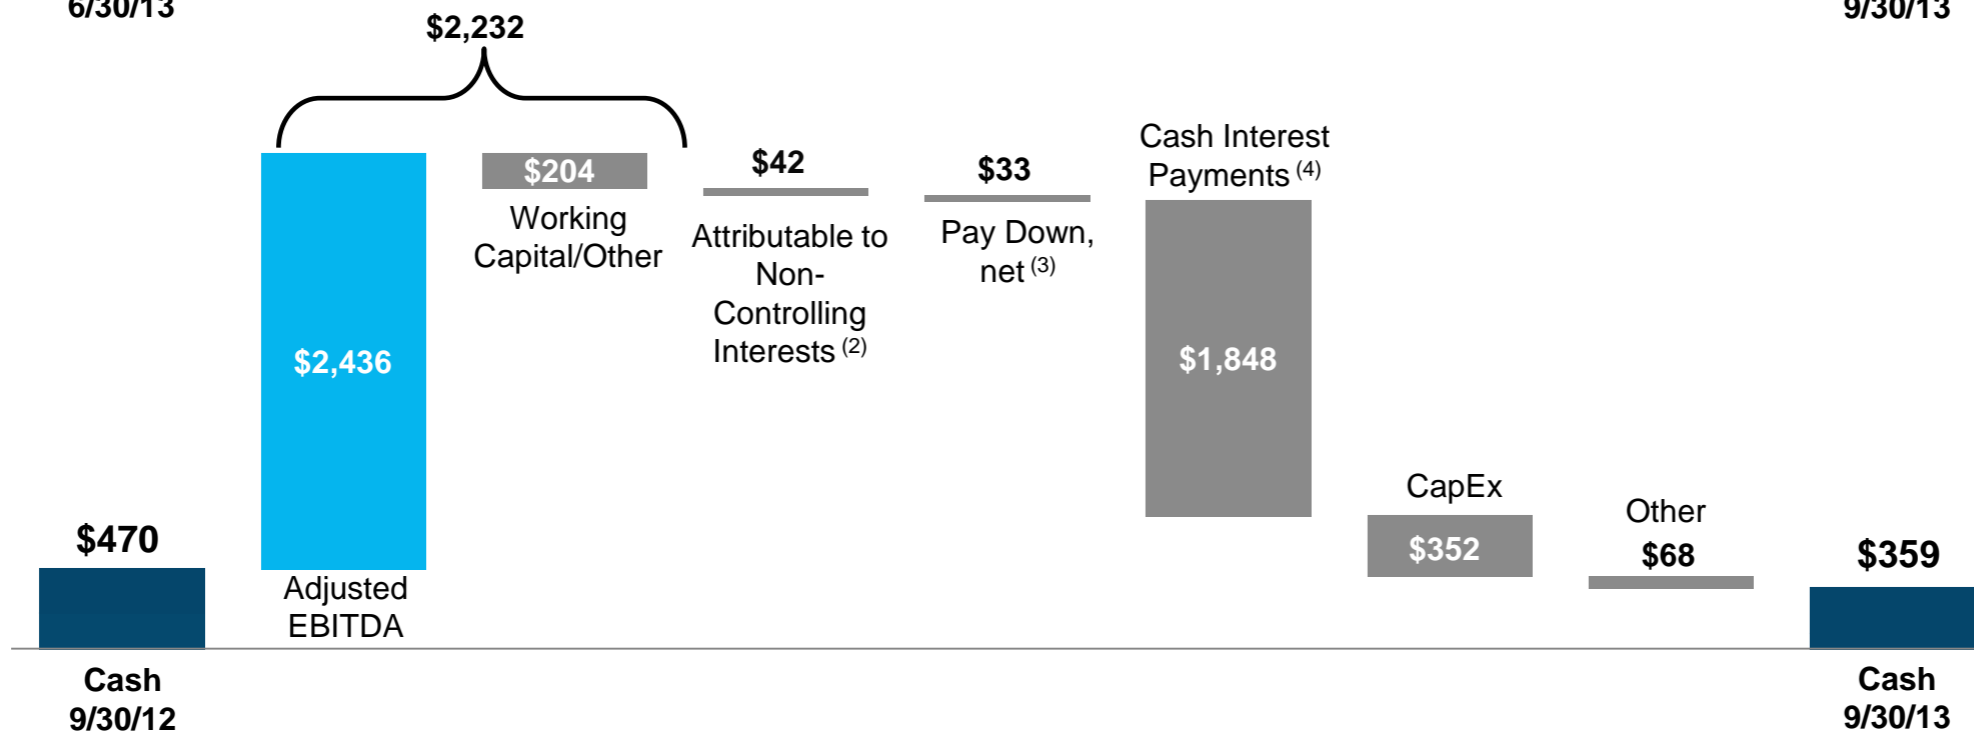 6/30/13
9/30/13
$2,232
$2,436
Adjusted
EBITDA
$204
Working
Capital/Other
$42
Attributable to
Non-
Controlling
Interests (2)
$33
Pay Down,
net (3)
Cash Interest
Payments (4)
$1,848
CapEx
$352
Other
$68
$470
$359
Cash
9/30/12
Cash
9/30/13